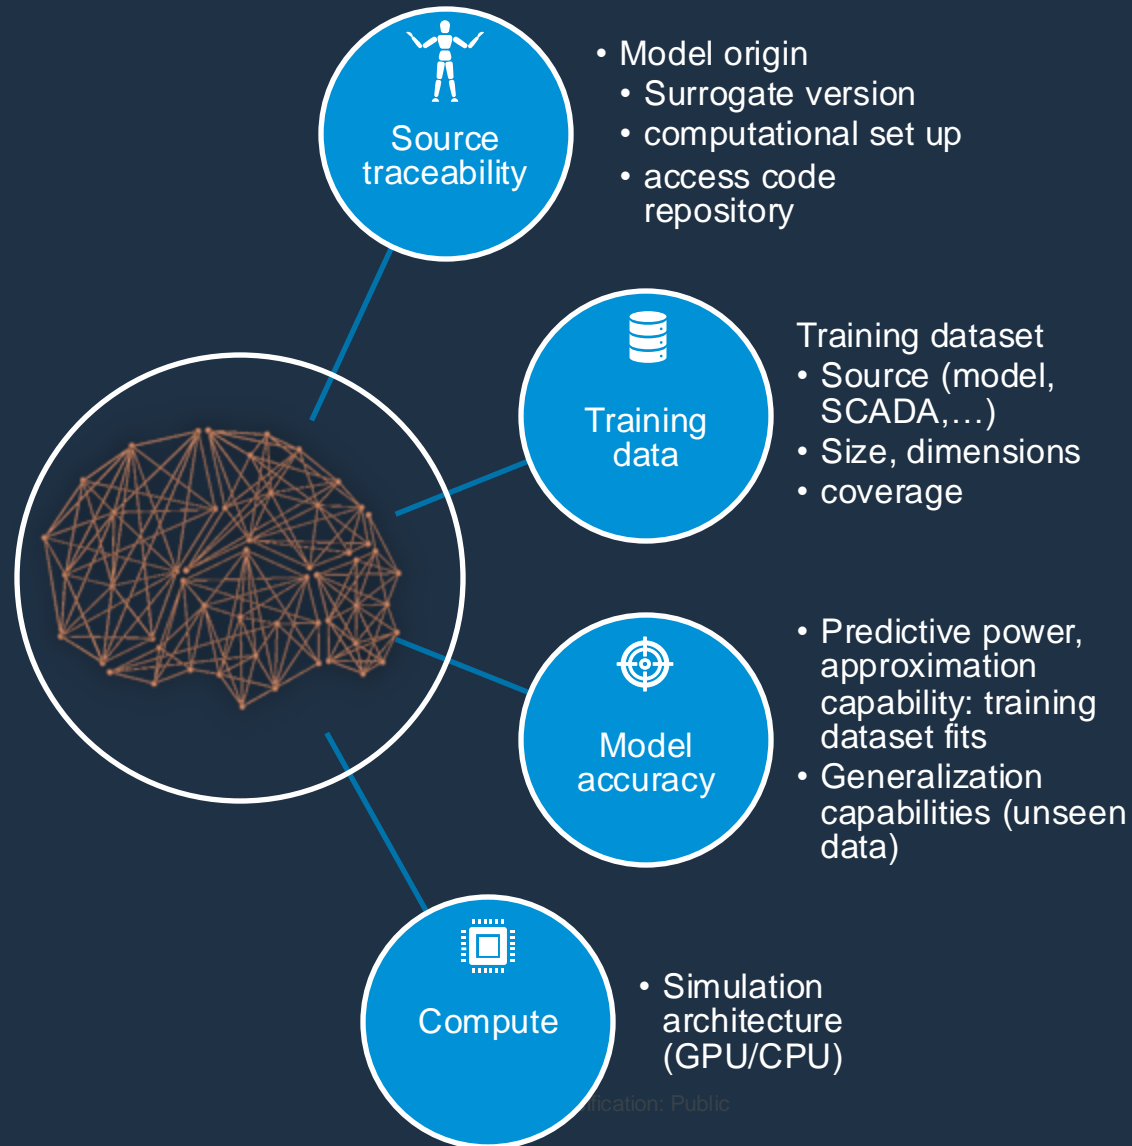 Source
traceability
• Model origin
• Surrogate version
• computational set up
• access code
repository
Training
data
Training dataset
• Source (model,
SCADA,…)
• Size, dimensions
• coverage
Model
accuracy
• Predictive power,
approximation
capability: training
dataset fits
• Generalization
capabilities (unseen
data)
Compute
• Simulation
architecture
(GPU/CPU)
Public